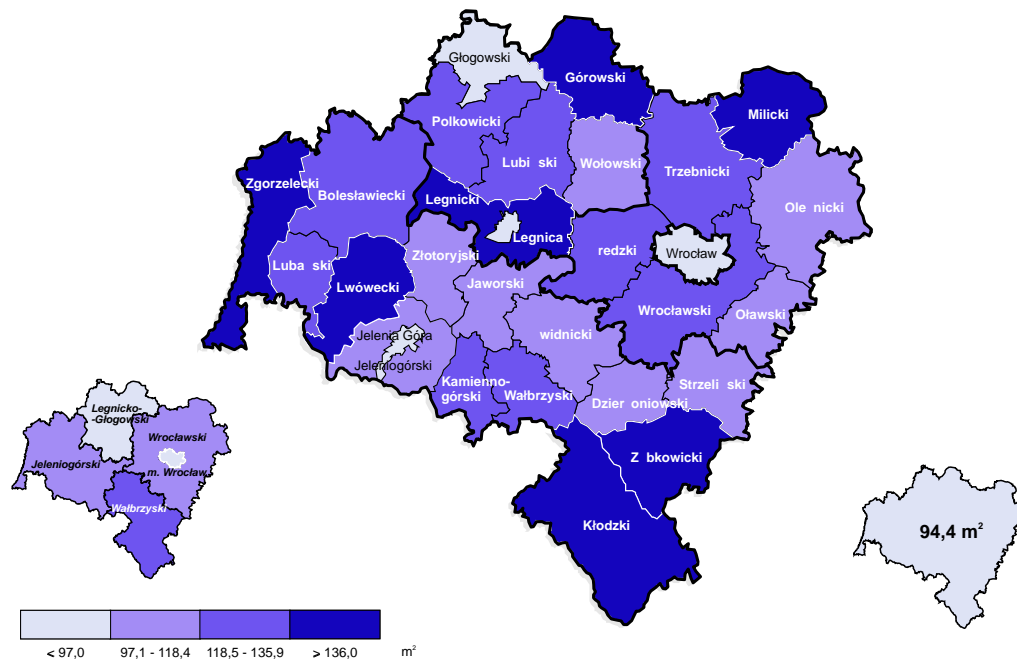 Głogowski
Górowski
Milicki
Polkowicki
Lubi ski
Wołowski
Trzebnicki
Zgorzelecki
Bolesławiecki
Legnicki
Ole nicki
Legnica
Luba ski
Złotoryjski
redzki
Wrocław
Lwówecki
Jaworski
Wrocławski
Oławski
Jelenia Góra
widnicki
Jeleniogórski
Strzeli ski
Kamienno-
górski
Wałbrzyski
Dzier oniowski
Z bkowicki
Kłodzki
Legnicko-
-Głogowski
Wrocławski
Jeleniogórski
m. Wrocław
Wałbrzyski
94,4 m²
< 97,0
97,1 - 118,4
118,5 - 135,9
> 136,0
m²